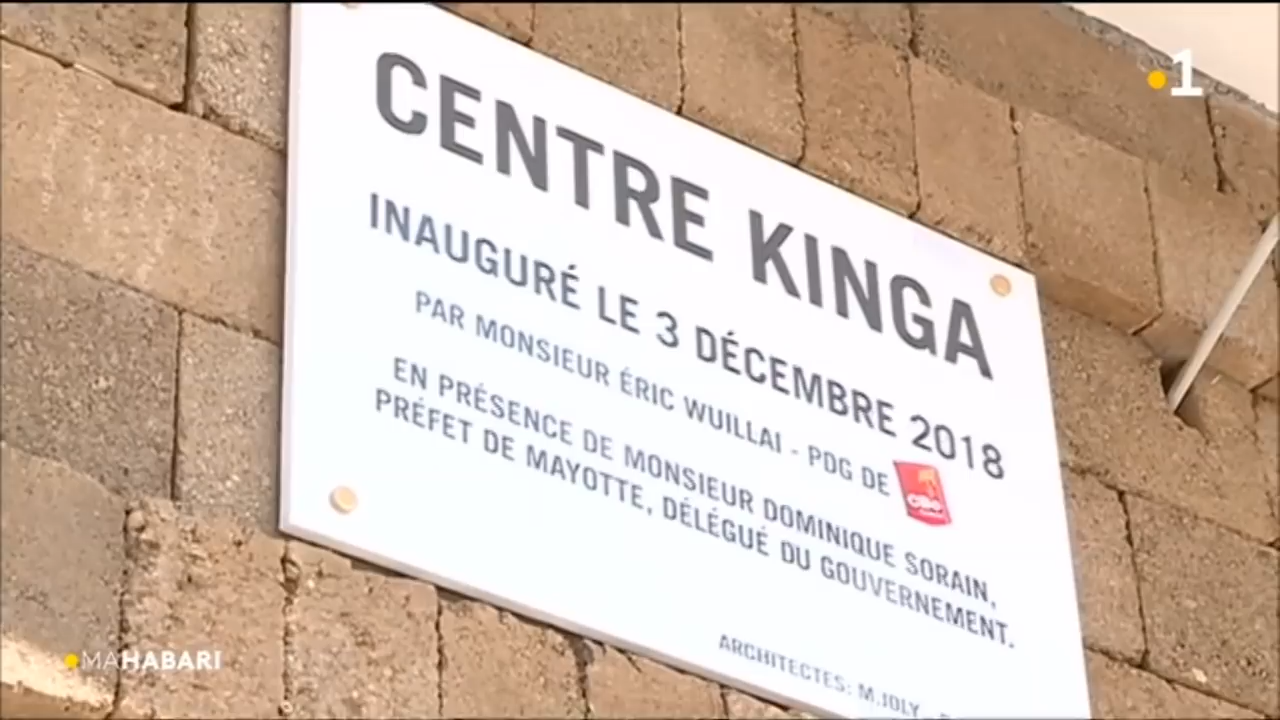 1
CENTRE KINGA
INAUGURÉ LE 3 DÉCEMBRE 2018
PAR MONSIEUR ÉRIC WUILLAI - PDG DE
EN PRÉSENCE DE MONSIEUR DOMINIQUE SORAIN,
PRÉFET DE MAYOTTE, DÉLÉGUÉ DU GOUVERNEMENT.
ARCHITECTES: M.JOLY
MAHABARI